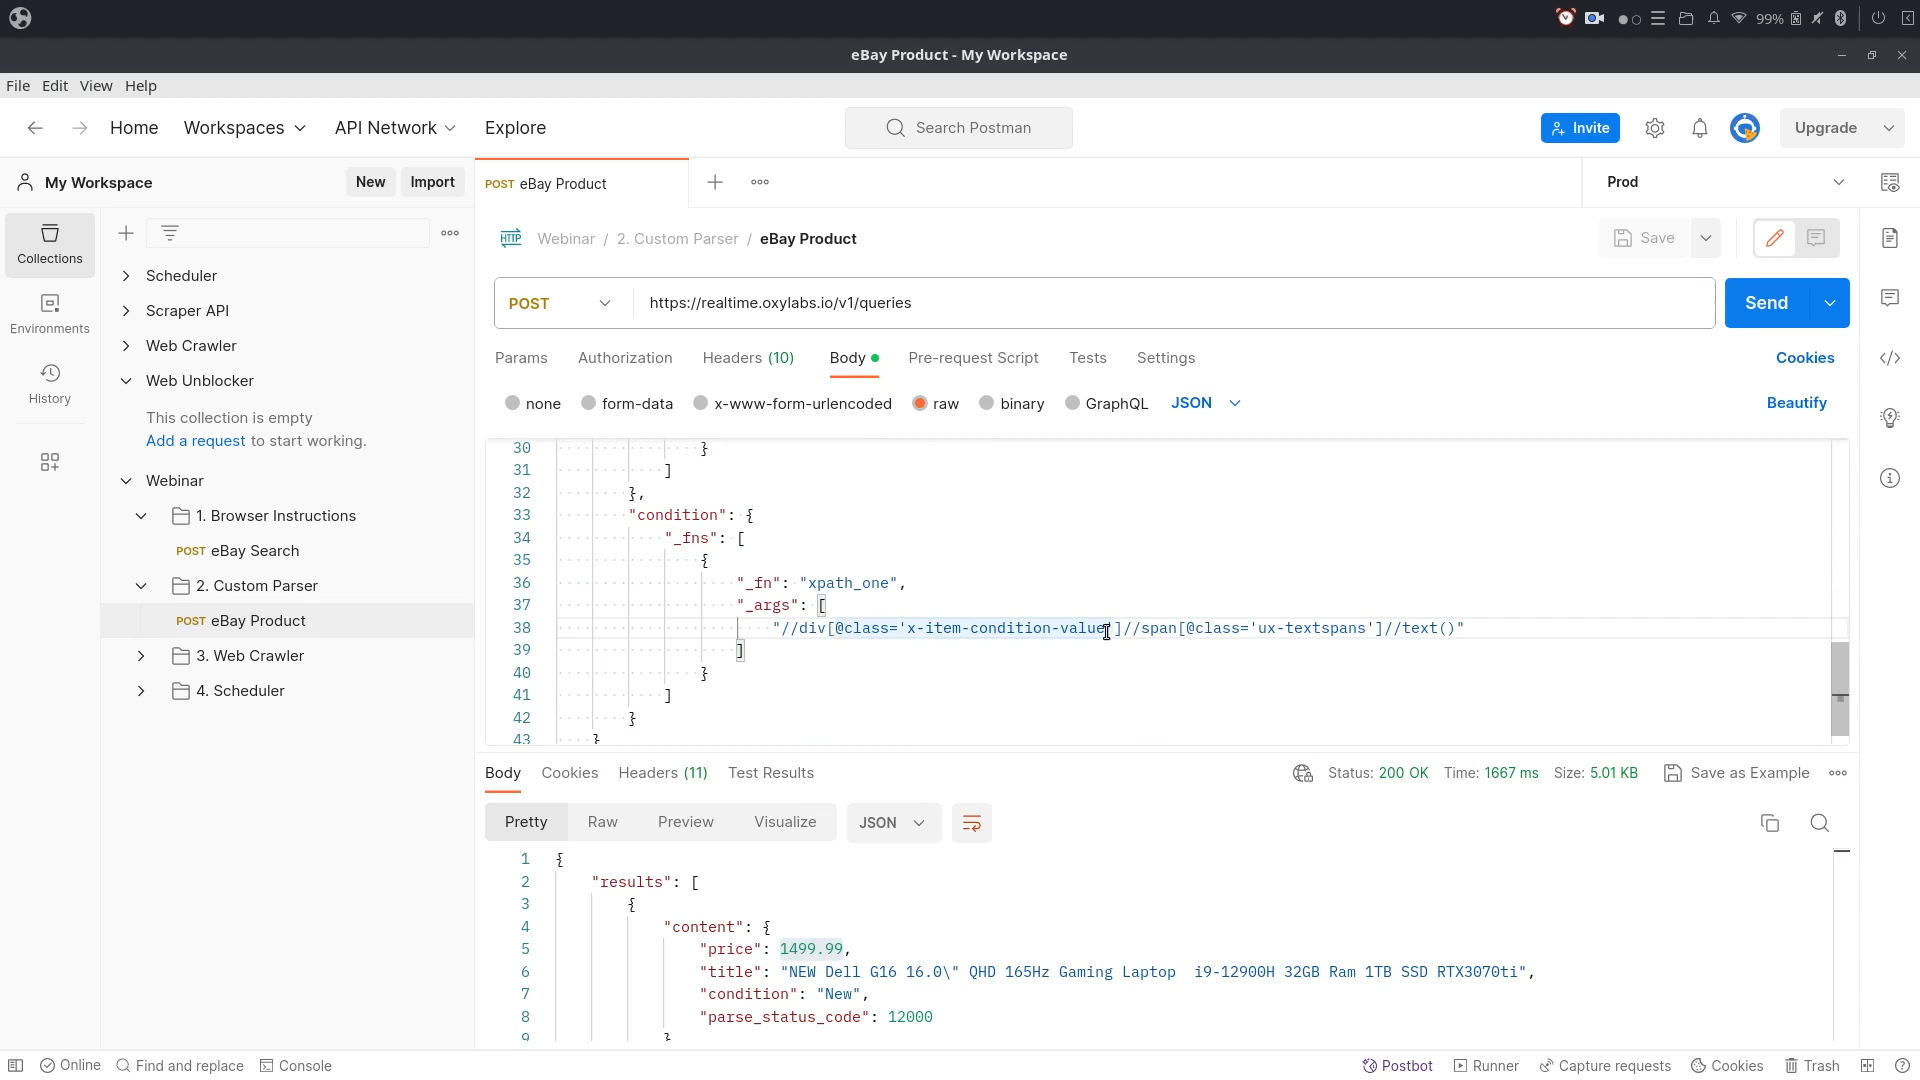 99%
eBay Product - My Workspace
File Edit View Help
Home Workspaces API Network Explore
Search Postman
Invite
Upgrade
My Workspace
New Import
POST eBay Product
Prod
Collections
Environments
History
Scheduler
Scraper API
Web Crawler
Web Unblocker
This collection is empty
Add a request to start working.
Webinar
1. Browser Instructions
POST eBay Search
2. Custom Parser
POST eBay Product
3. Web Crawler
4. Scheduler
HTTP Webinar / 2. Custom Parser / eBay Product
Save
POST https://realtime.oxylabs.io/v1/queries
Send
Params Authorization Headers (10) Body Pre-request Script Tests Settings Cookies
none form-data x-www-form-urlencoded raw binary GraphQL JSON Beautify
30 }
31 ]
32 },
33 "condition": {
34 "_fns": [
35 {
36 "_fn": "xpath_one",
37 "_args": [
38 "//div[@class='x-item-condition-value']//span[@class='ux-textspans']//text()"
39 ]
40 }
41 ]
42 }
43 }
Body Cookies Headers (11) Test Results
Status: 200 OK Time: 1667 ms Size: 5.01 KB Save as Example
Pretty Raw Preview Visualize JSON
1 {
2 "results": [
3 {
4 "content": {
5 "price": 1499.99,
6 "title": "NEW Dell G16 16.0\" QHD 165Hz Gaming Laptop  i9-12900H 32GB Ram 1TB SSD RTX3070ti",
7 "condition": "New",
8 "parse_status_code": 12000
9 }
Online Find and replace Console
Postbot Runner Capture requests Cookies Trash